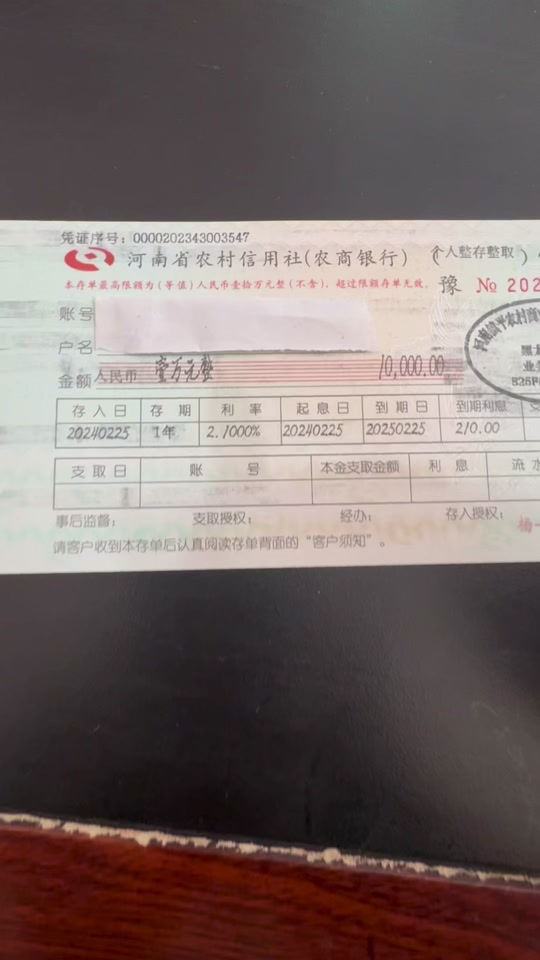 凭证序号：0000202343003547
河南省农村信用社(农商银行) (个人整存整取)
本存单最高限额为(等值)人民币壹拾万元整(不含)，超过限额存单无效。 豫 No 202
账号
户名
金额 人民币 壹万元整 10,000.00
存入日 存期 利率 起息日 到期日 到期利息 支
20240225 1年 2.1000% 20240225 20250225 210.00
支取日 账号 本金支取金额 利息 流水
事后监督： 支取授权： 经办： 存入授权： 杨
请客户收到本存单后认真阅读存单背面的“客户须知”。